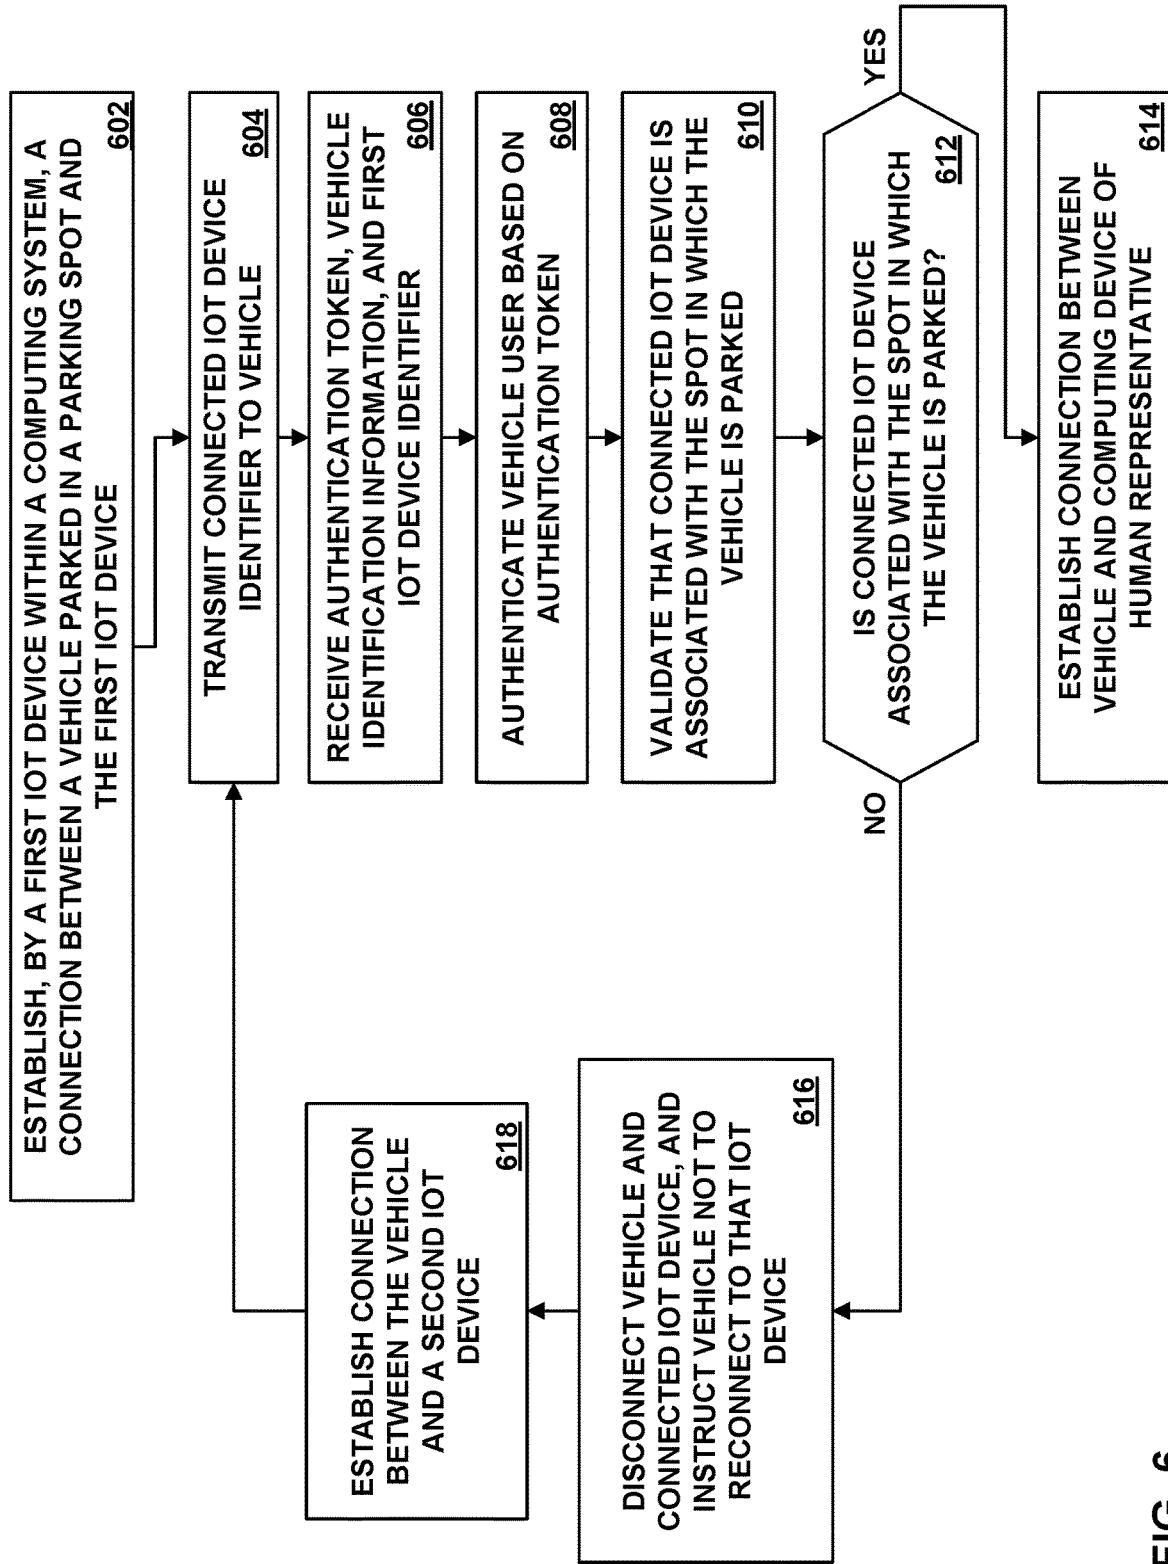 ESTABLISH, BY A FIRST IOT DEVICE WITHIN A COMPUTING SYSTEM, A
CONNECTION BETWEEN A VEHICLE PARKED IN A PARKING SPOT AND
THE FIRST IOT DEVICE
602
TRANSMIT CONNECTED IOT DEVICE
IDENTIFIER TO VEHICLE
604
RECEIVE AUTHENTICATION TOKEN, VEHICLE
IDENTIFICATION INFORMATION, AND FIRST
IOT DEVICE IDENTIFIER
606
AUTHENTICATE VEHICLE USER BASED ON
AUTHENTICATION TOKEN
608
VALIDATE THAT CONNECTED IOT DEVICE IS
ASSOCIATED WITH THE SPOT IN WHICH THE
VEHICLE IS PARKED
610
IS CONNECTED IOT DEVICE
ASSOCIATED WITH THE SPOT IN WHICH
THE VEHICLE IS PARKED?
612
YES
NO
ESTABLISH CONNECTION BETWEEN
VEHICLE AND COMPUTING DEVICE OF
HUMAN REPRESENTATIVE
614
DISCONNECT VEHICLE AND
CONNECTED IOT DEVICE, AND
INSTRUCT VEHICLE NOT TO
RECONNECT TO THAT IOT
DEVICE
616
ESTABLISH CONNECTION
BETWEEN THE VEHICLE
AND A SECOND IOT
DEVICE
618
FIG. 6